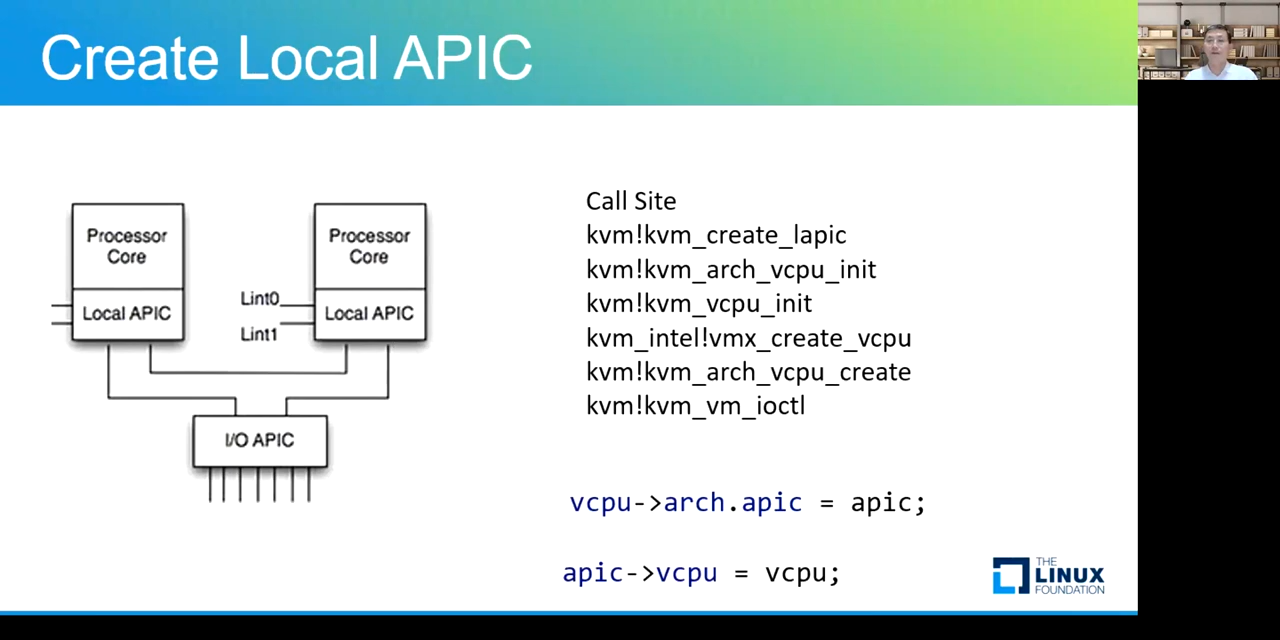 Create Local APIC
Processor
Core
Local APIC
Lint0
Lint1
Processor
Core
Local APIC
I/O APIC
Call Site
kvm!kvm_create_lapic
kvm!kvm_arch_vcpu_init
kvm!kvm_vcpu_init
kvm_intel!vmx_create_vcpu
kvm!kvm_arch_vcpu_create
kvm!kvm_vm_ioctl
vcpu->arch.apic = apic;
apic->vcpu = vcpu;
THE
LINUX
FOUNDATION